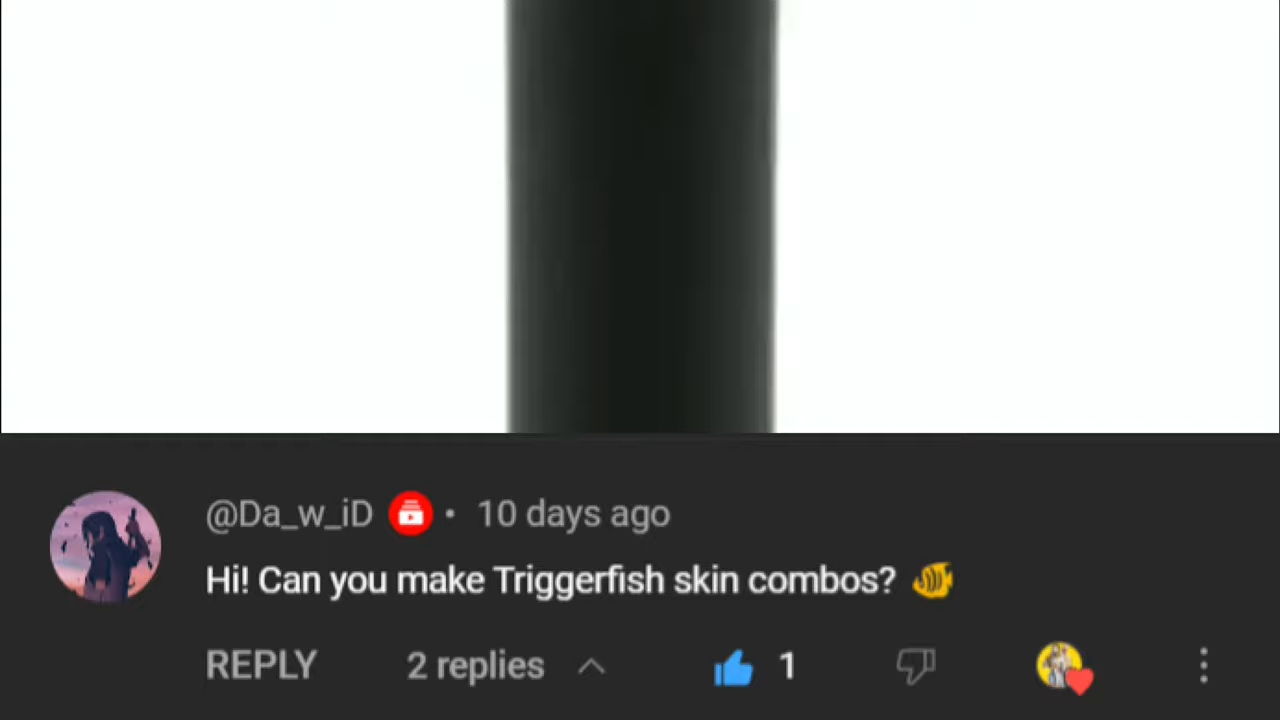 @Da_w_iD • 10 days ago
Hi! Can you make Triggerfish skin combos? 🐠
REPLY 2 replies 1